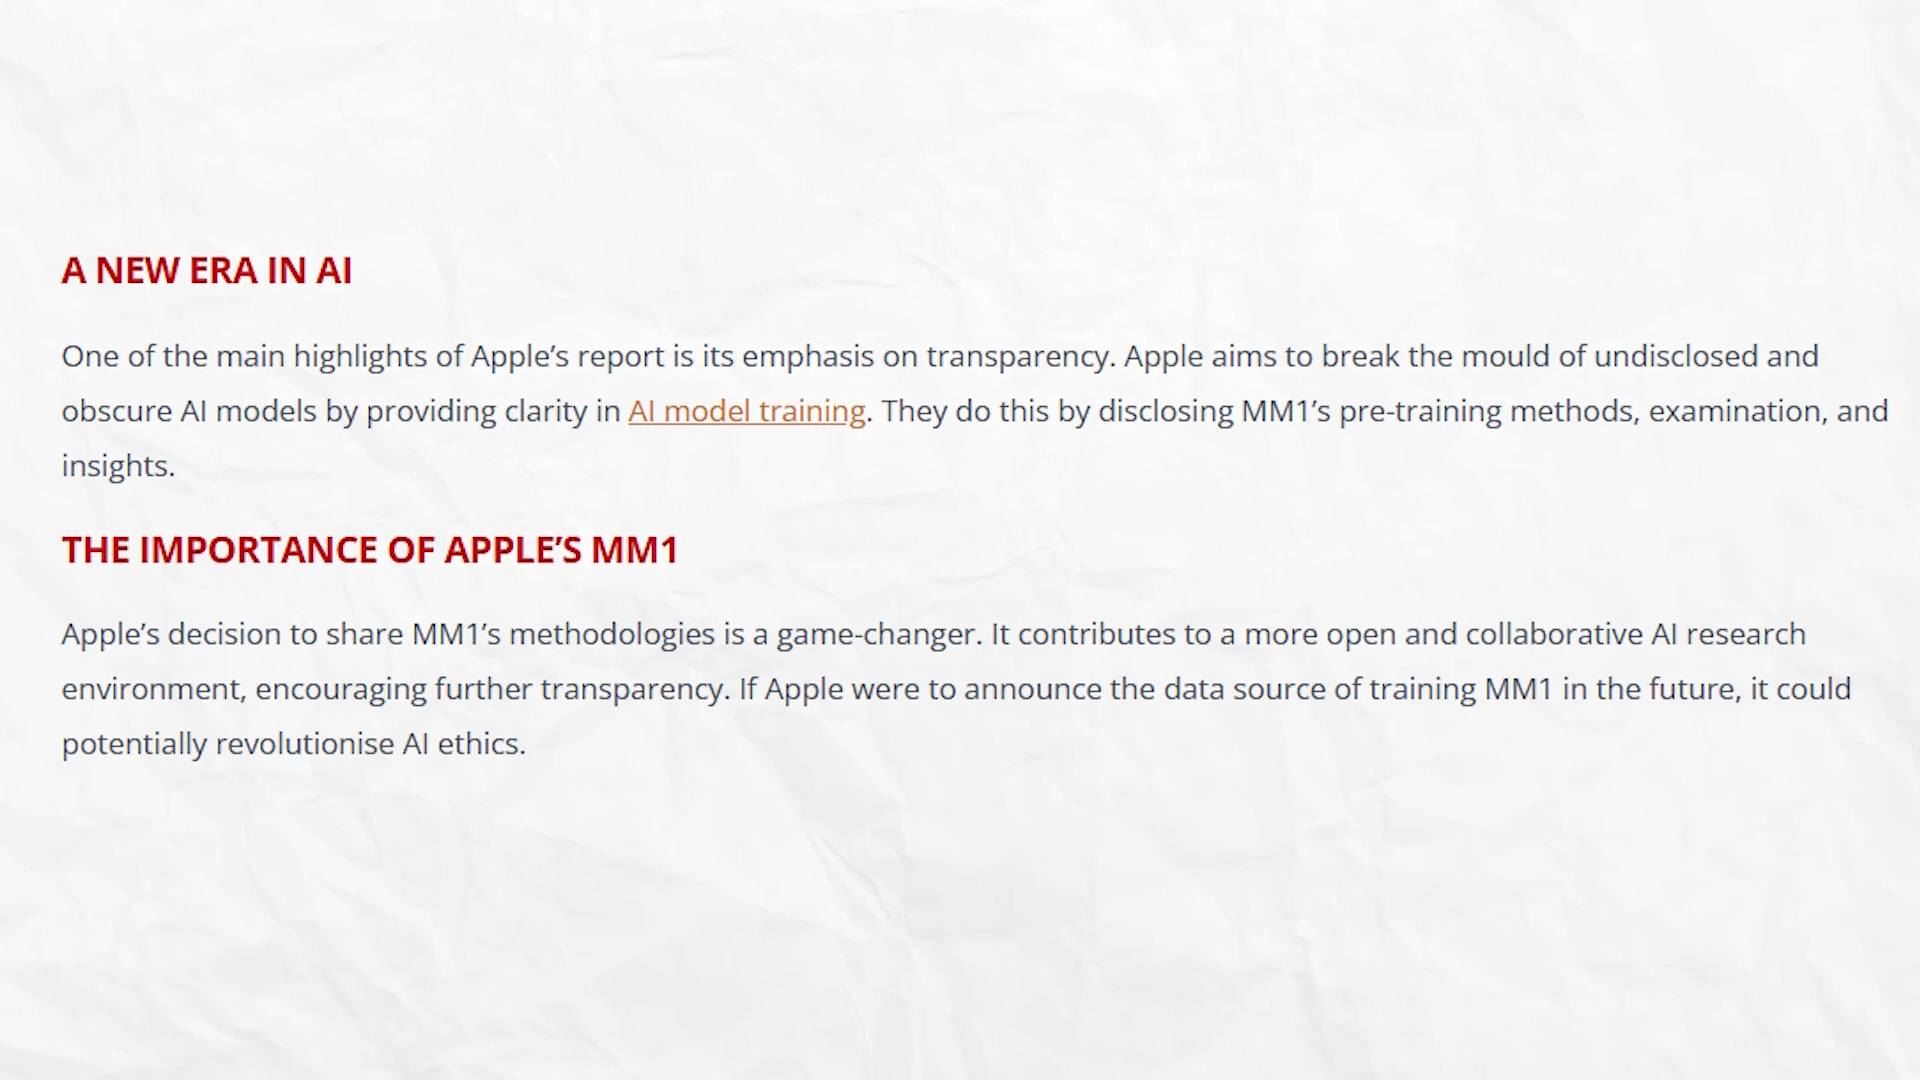 A NEW ERA IN AI
One of the main highlights of Apple’s report is its emphasis on transparency. Apple aims to break the mould of undisclosed and
obscure AI models by providing clarity in AI model training. They do this by disclosing MM1’s pre-training methods, examination, and
insights.
THE IMPORTANCE OF APPLE’S MM1
Apple’s decision to share MM1’s methodologies is a game-changer. It contributes to a more open and collaborative AI research
environment, encouraging further transparency. If Apple were to announce the data source of training MM1 in the future, it could
potentially revolutionise AI ethics.